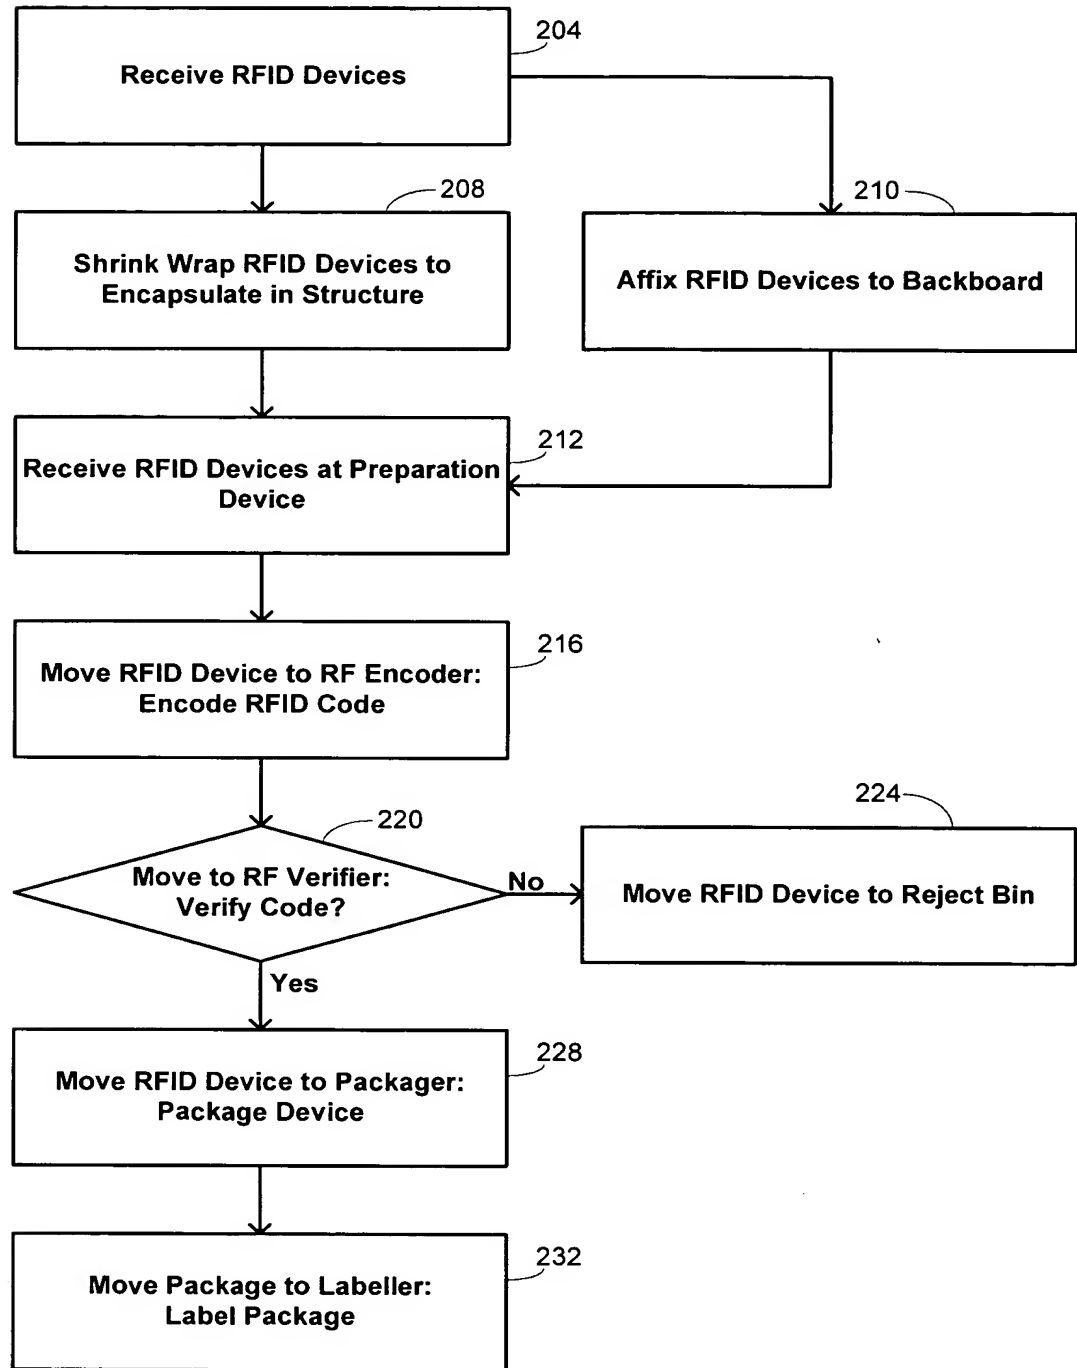 204
Receive RFID Devices
208
210
Shrink Wrap RFID Devices to
Encapsulate in Structure
Affix RFID Devices to Backboard
212
Receive RFID Devices at Preparation
Device
216
Move RFID Device to RF Encoder:
Encode RFID Code
220
224
Move to RF Verifier:
Verify Code?
No
Move RFID Device to Reject Bin
Yes
228
Move RFID Device to Packager:
Package Device
232
Move Package to Labeller:
Label Package